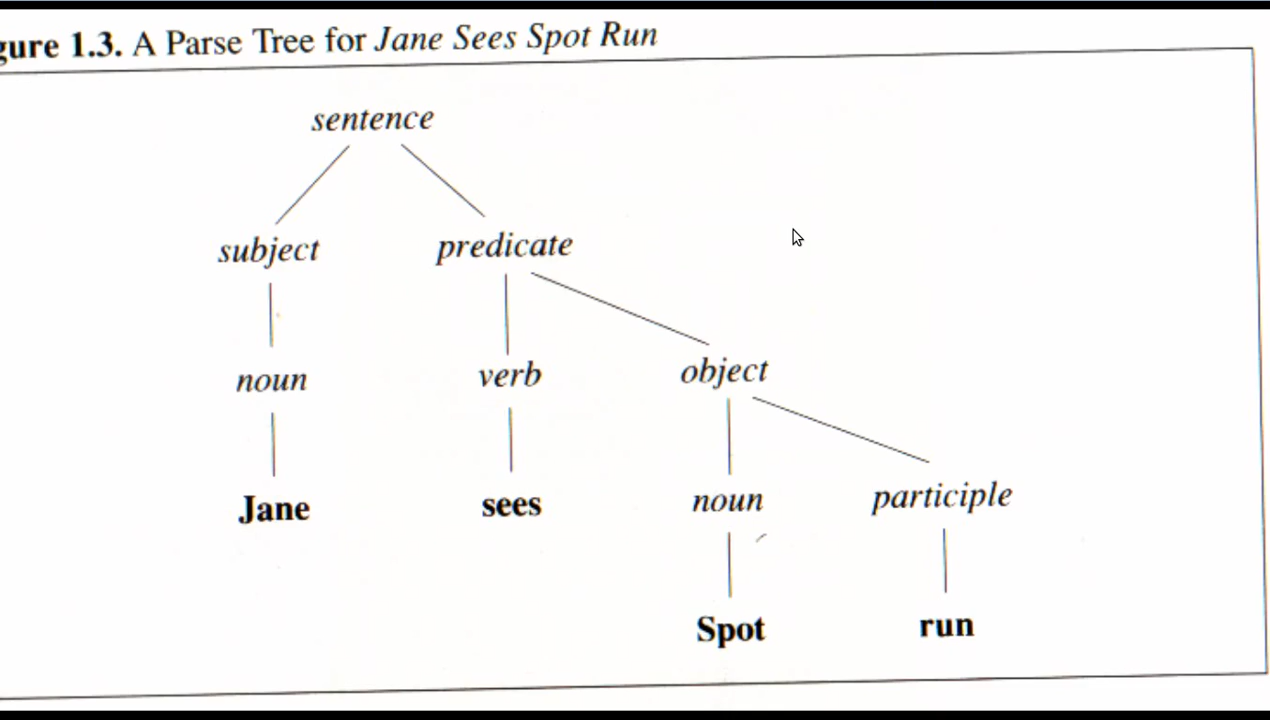 gure 1.3. A Parse Tree for Jane Sees Spot Run
sentence
subject predicate
noun verb object
Jane sees noun participle
Spot run